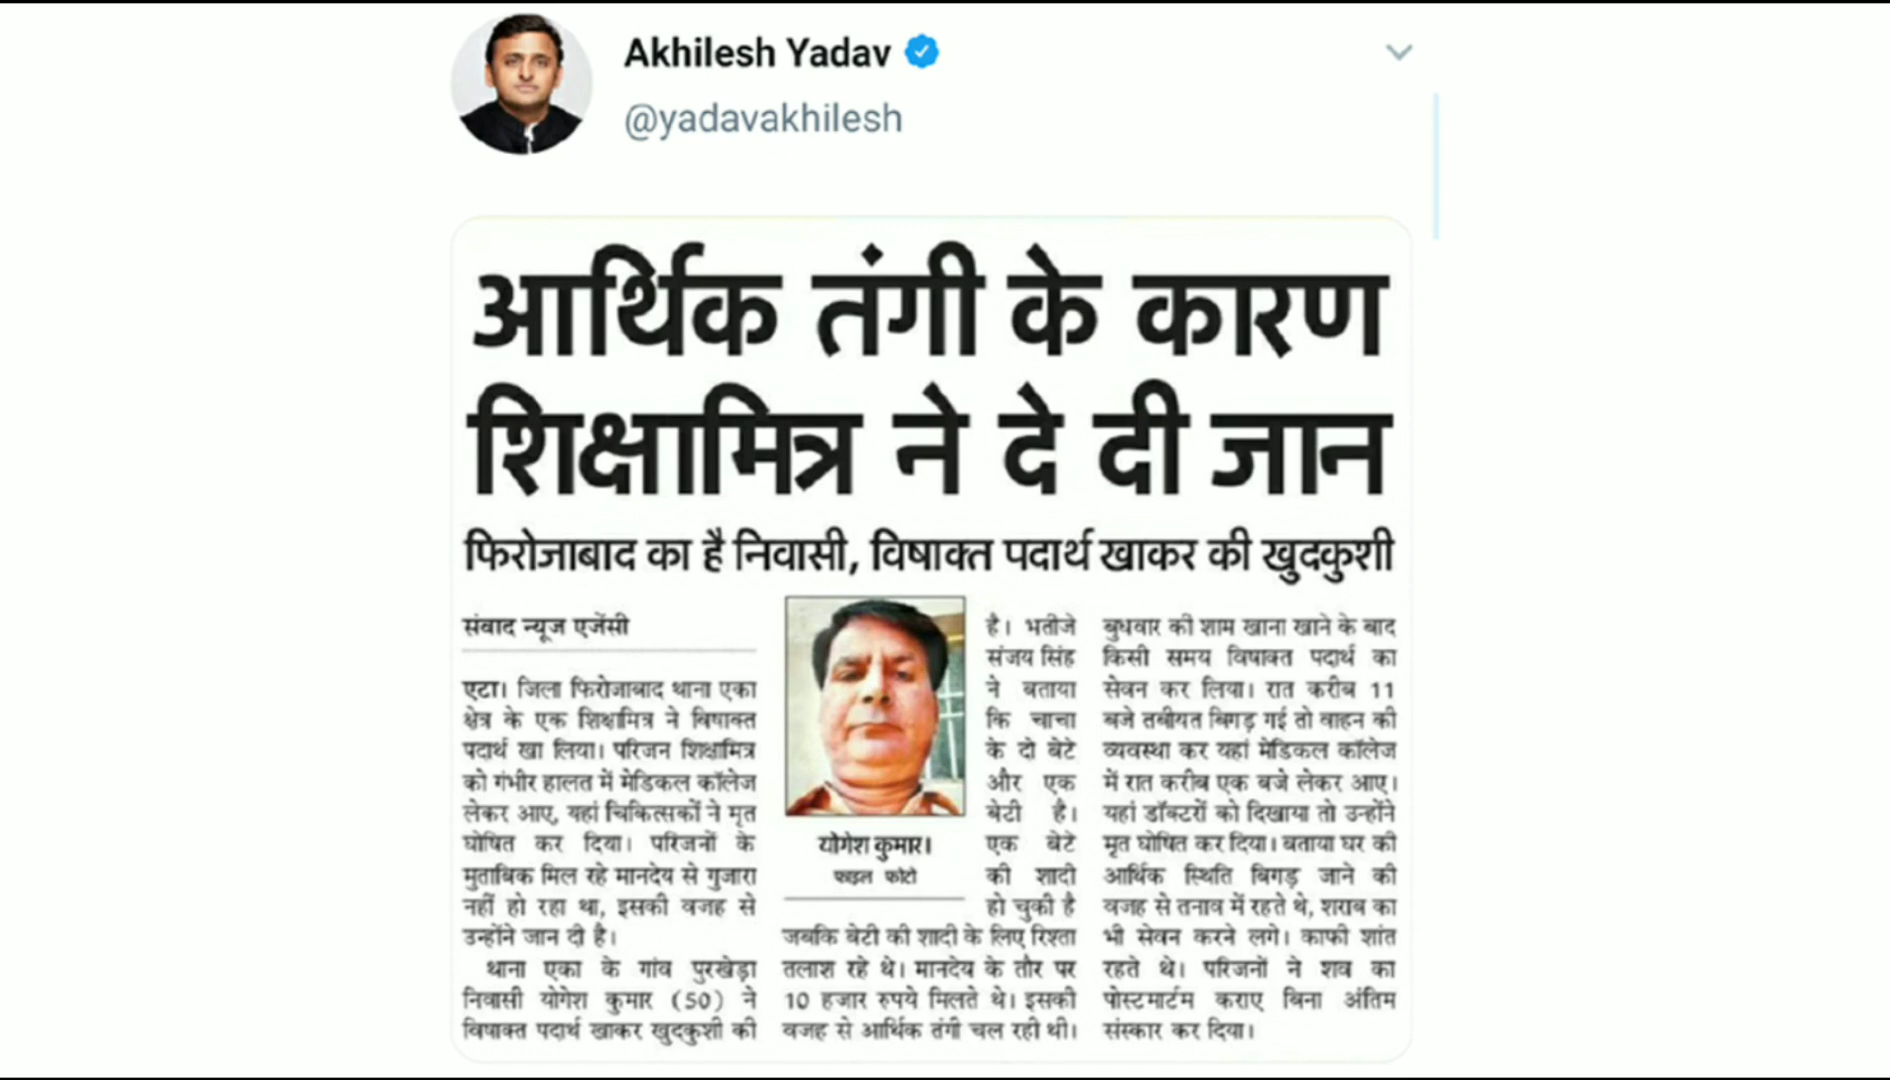 Akhilesh Yadav
@yadavakhilesh
आर्थिक तंगी के कारण
शिक्षामित्र ने दे दी जान
फिरोजाबाद का है निवासी, विषाक्त पदार्थ खाकर की खुदकुशी
संवाद न्यूज एजेंसी
एटा। जिला फिरोजाबाद थाना एका
क्षेत्र के एक शिक्षामित्र ने विषाक्त
पदार्थ खा लिया। परिजन शिक्षामित्र
को गंभीर हालत में मेडिकल कॉलेज
लेकर आए, यहां चिकित्सकों ने मृत
घोषित कर दिया। परिजनों के
मुताबिक मिल रहे मानदेय से गुजारा
नहीं हो रहा था, इसकी वजह से
उन्होंने जान दी है।
थाना एका के गांव पुरखेड़ा
निवासी योगेश कुमार (50) ने
विषाक्त पदार्थ खाकर खुदकुशी की
योगेश कुमार।
फाइल फोटो
है। भतीजे
संजय सिंह
ने बताया
कि चाचा
के दो बेटे
और एक
बेटी है।
एक बेटे
की शादी
हो चुकी है
जबकि बेटी की शादी के लिए रिश्ता
तलाश रहे थे। मानदेय के तौर पर
10 हजार रुपये मिलते थे। इसकी
वजह से आर्थिक तंगी चल रही थी।
बुधवार की शाम खाना खाने के बाद
किसी समय विषाक्त पदार्थ का
सेवन कर लिया। रात करीब 11
बजे तबीयत बिगड़ गई तो वाहन की
व्यवस्था कर यहां मेडिकल कॉलेज
में रात करीब एक बजे लेकर आए।
यहां डॉक्टरों को दिखाया तो उन्होंने
मृत घोषित कर दिया। बताया घर की
आर्थिक स्थिति बिगड़ जाने की
वजह से तनाव में रहते थे, शराब का
भी सेवन करने लगे। काफी शांत
रहते थे। परिजनों ने शव का
पोस्टमार्टम कराए बिना अंतिम
संस्कार कर दिया।